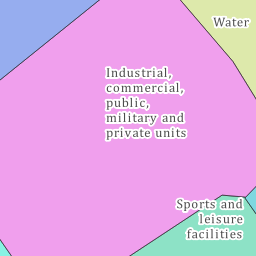 Water
Industrial,
commercial,
public,
military and
private units
Sports and
leisure
facilities